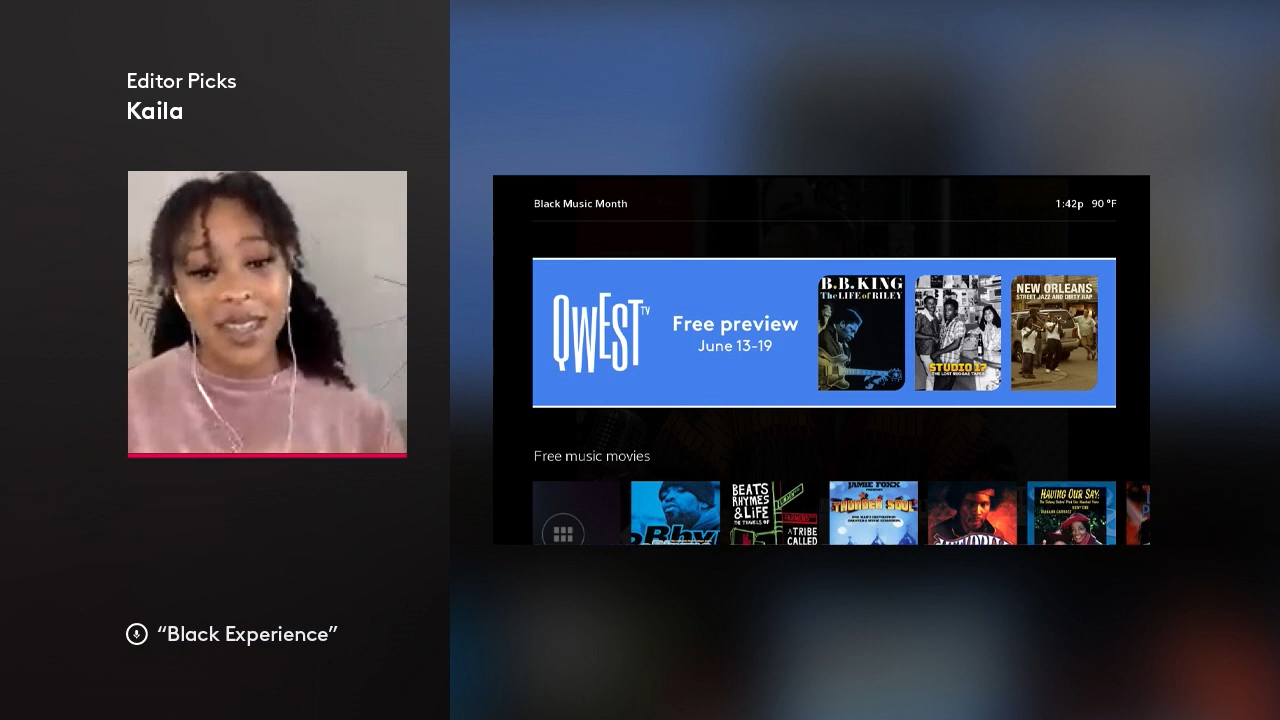 Editor Picks
Kaila
"Black Experience"
Black Music Month
1:42p 90 °F
QWEST TV
Free preview
June 13-19
B.B. KING
The LIFE of RILEY
STUDIO 17
THE LOST REGGAE TAPES
NEW ORLEANS
STREET JAZZ AND DIRTY RAP
Free music movies
BEATS
RHYMES
& LIFE
THE TRAVELS OF
A TRIBE
CALLED
JAMIE FOXX
PRESENTS
THUNDER SOUL
HAVING OUR SAY: